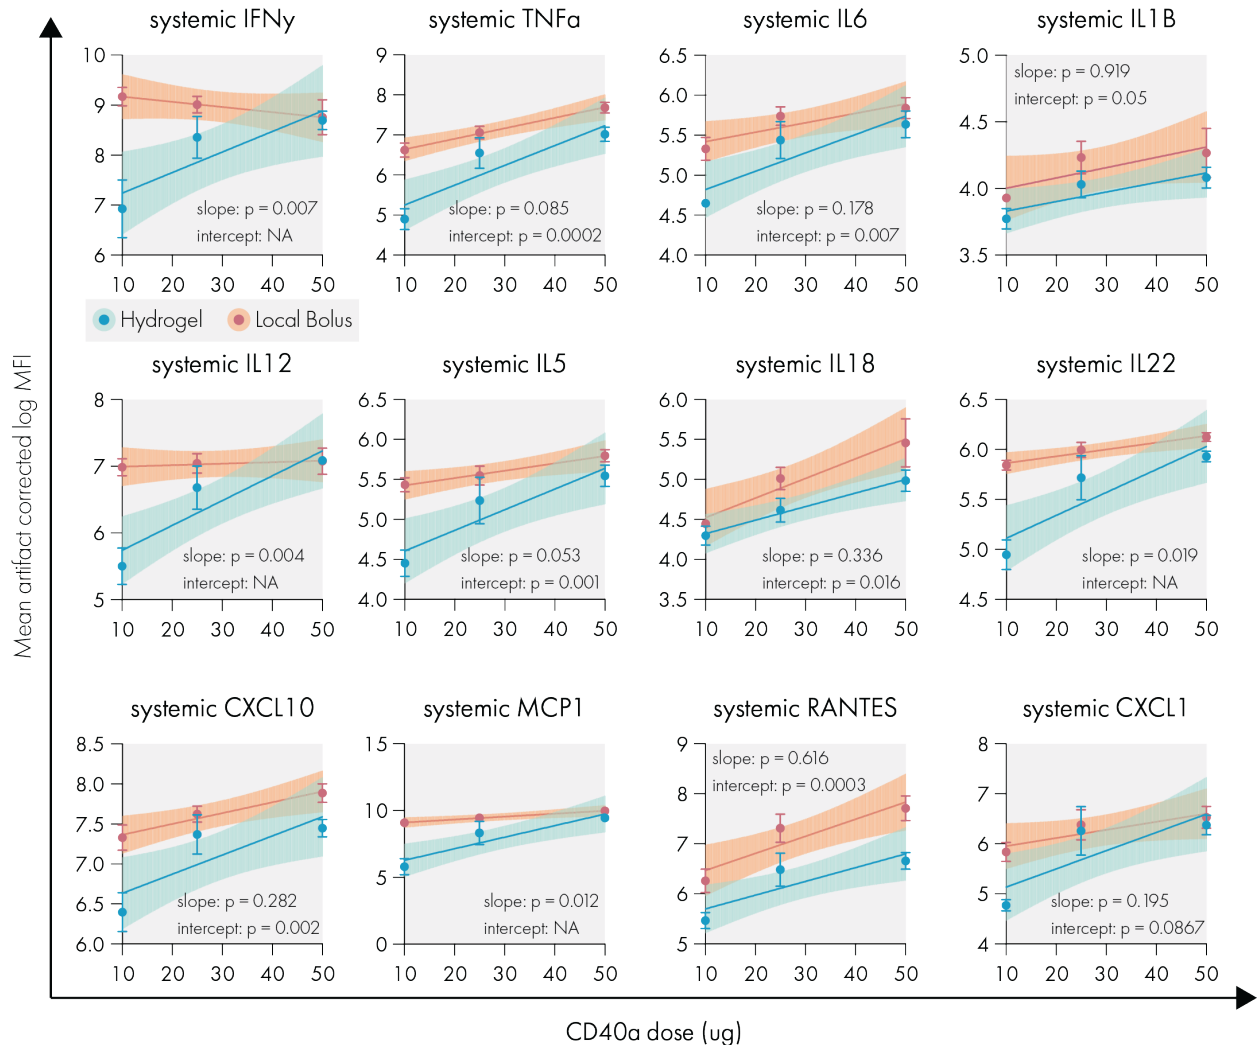 systemic IFNy
systemic TNFa
systemic IL6
systemic IL1B
10
9
8
7
6
slope: p = 0.007
intercept: NA
10 20 30 40 50
9
8
7
6
5
4
slope: p = 0.085
intercept: p = 0.0002
10 20 30 40 50
6.5
6.0
5.5
5.0
4.5
4.0
slope: p = 0.178
intercept: p = 0.007
10 20 30 40 50
5.0
4.5
4.0
3.5
slope: p = 0.919
intercept: p = 0.05
10 20 30 40 50
Hydrogel
Local Bolus
Mean artifact corrected log MFI
systemic IL12
systemic IL5
systemic IL18
systemic IL22
8
7
6
5
slope: p = 0.004
intercept: NA
10 20 30 40 50
6.5
6.0
5.5
5.0
4.5
4.0
slope: p = 0.053
intercept: p = 0.001
10 20 30 40 50
6.0
5.5
5.0
4.5
4.0
3.5
slope: p = 0.336
intercept: p = 0.016
10 20 30 40 50
6.5
6.0
5.5
5.0
4.5
slope: p = 0.019
intercept: NA
10 20 30 40 50
systemic CXCL10
systemic MCP1
systemic RANTES
systemic CXCL1
8.5
8.0
7.5
7.0
6.5
6.0
slope: p = 0.282
intercept: p = 0.002
10 20 30 40 50
15
10
5
0
slope: p = 0.012
intercept: NA
10 20 30 40 50
9
8
7
6
5
slope: p = 0.616
intercept: p = 0.0003
10 20 30 40 50
8
7
6
5
4
slope: p = 0.195
intercept: p = 0.0867
10 20 30 40 50
CD40a dose (ug)